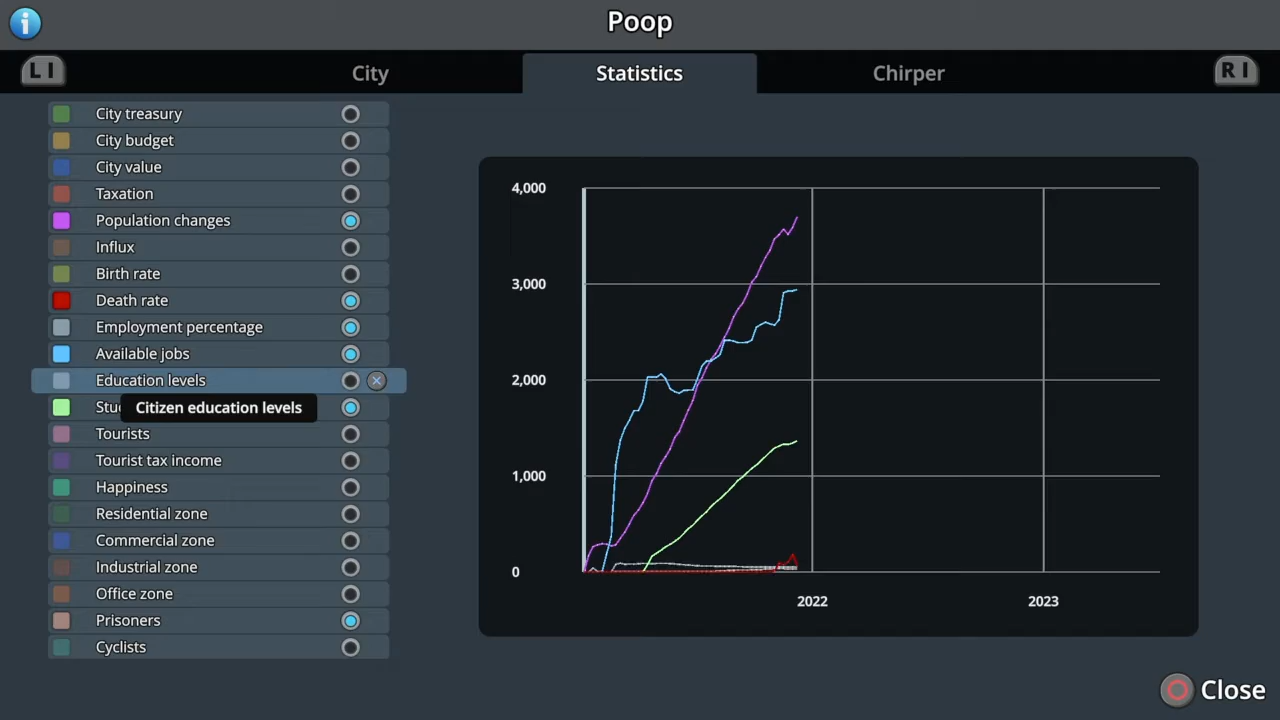 Poop
L1
City
Statistics
Chirper
R1
City treasury
City budget
City value
Taxation
Population changes
Influx
Birth rate
Death rate
Employment percentage
Available jobs
Education levels
Stu
Citizen education levels
Tourists
Tourist tax income
Happiness
Residential zone
Commercial zone
Industrial zone
Office zone
Prisoners
Cyclists
4,000
3,000
2,000
1,000
0
2022
2023
Close